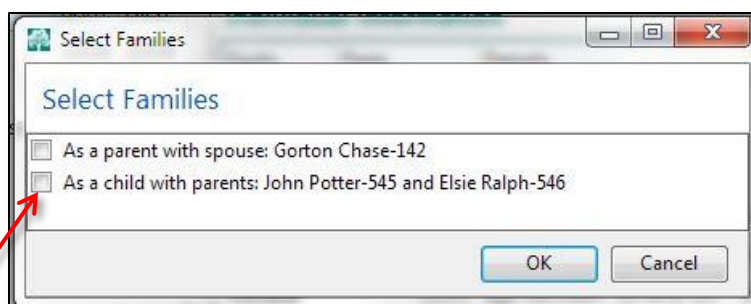 Select Families
Select Families
As a parent with spouse: Gorton Chase-142
As a child with parents: John Potter-545 and Elsie Ralph-546
OK Cancel